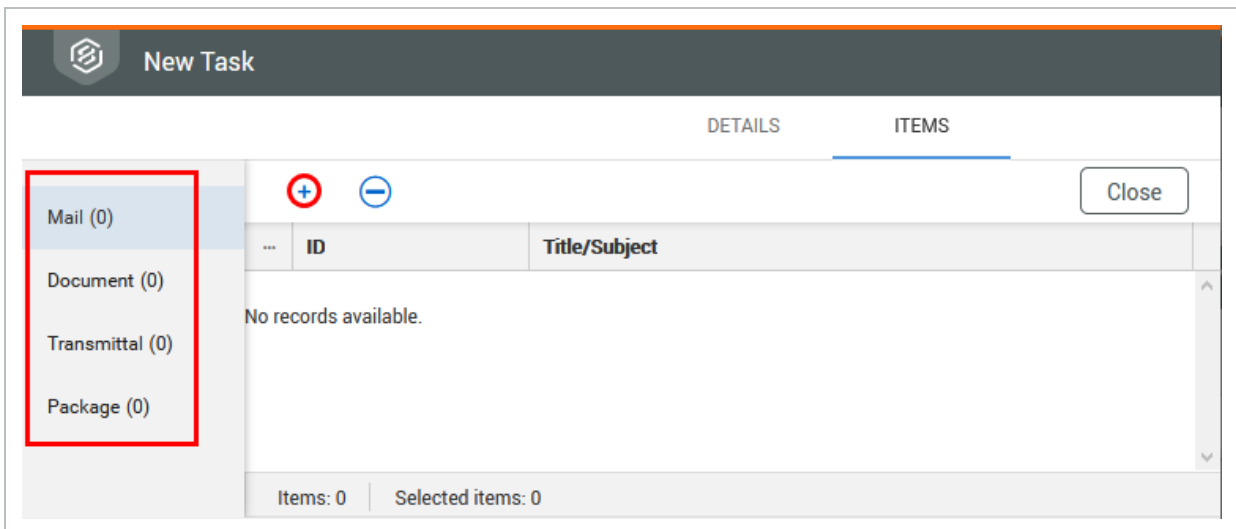 New Task
DETAILS ITEMS
Close
Mail (0)
Document (0)
Transmittal (0)
Package (0)
... ID Title/Subject
No records available.
Items: 0 Selected items: 0